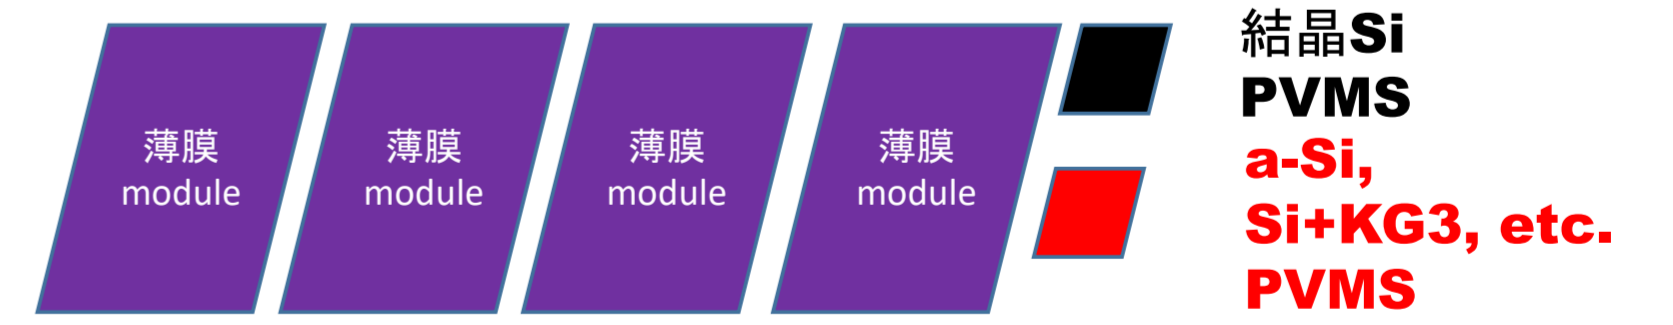 薄膜
module
薄膜
module
薄膜
module
薄膜
module
結晶Si
PVMS
a-Si,
Si+KG3, etc.
PVMS